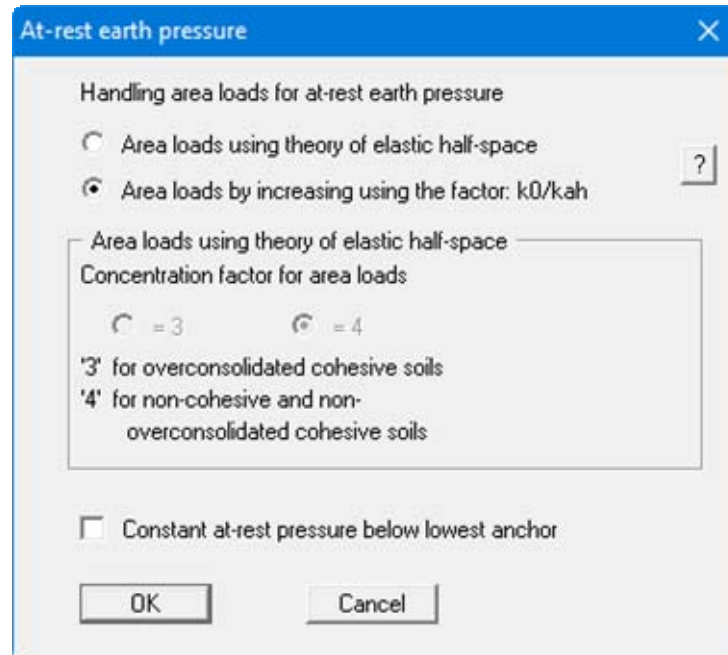 At-rest earth pressure
Handling area loads for at-rest earth pressure
Area loads using theory of elastic half-space
?
Area loads by increasing using the factor: k0/kah
Area loads using theory of elastic half-space
Concentration factor for area loads
= 3 = 4
'3' for overconsolidated cohesive soils
'4' for non-cohesive and non-
overconsolidated cohesive soils
Constant at-rest pressure below lowest anchor
OK Cancel